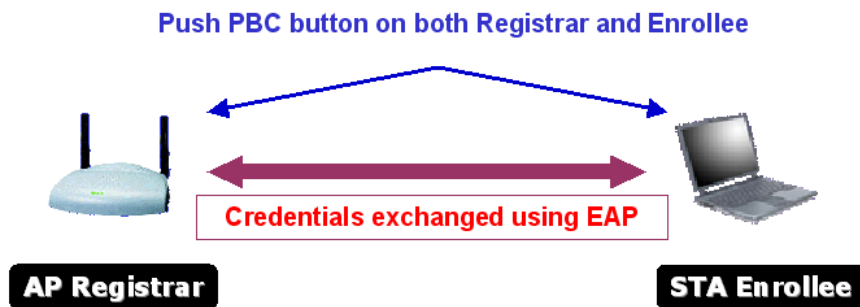 Push PBC button on both Registrar and Enrollee
Credentials exchanged using EAP
AP Registrar
STA Enrollee